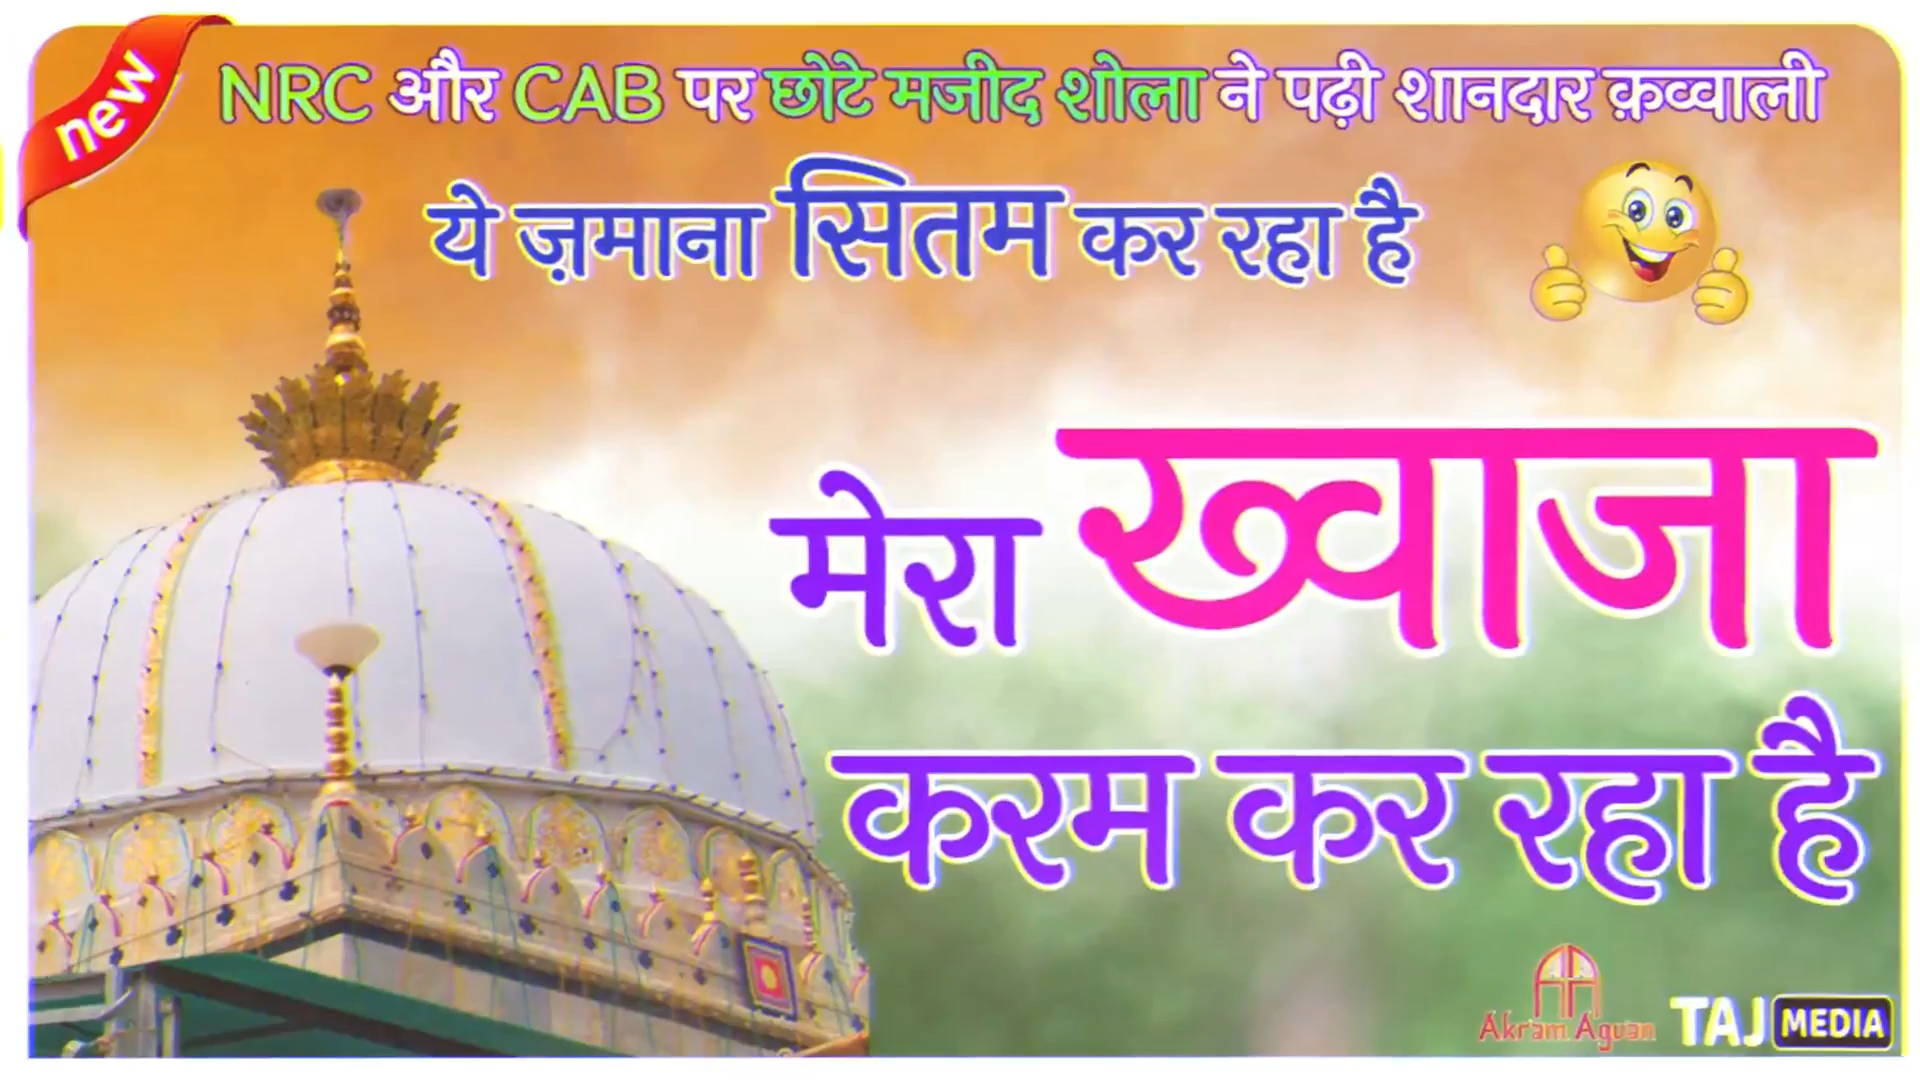 new
NRC और CAB पर छोटे मजीद शोला ने पढ़ी शानदार क़व्वाली
ये ज़माना सितम कर रहा है
मेरा ख्वाजा
करम कर रहा है
Akram Aguan
TAJ MEDIA